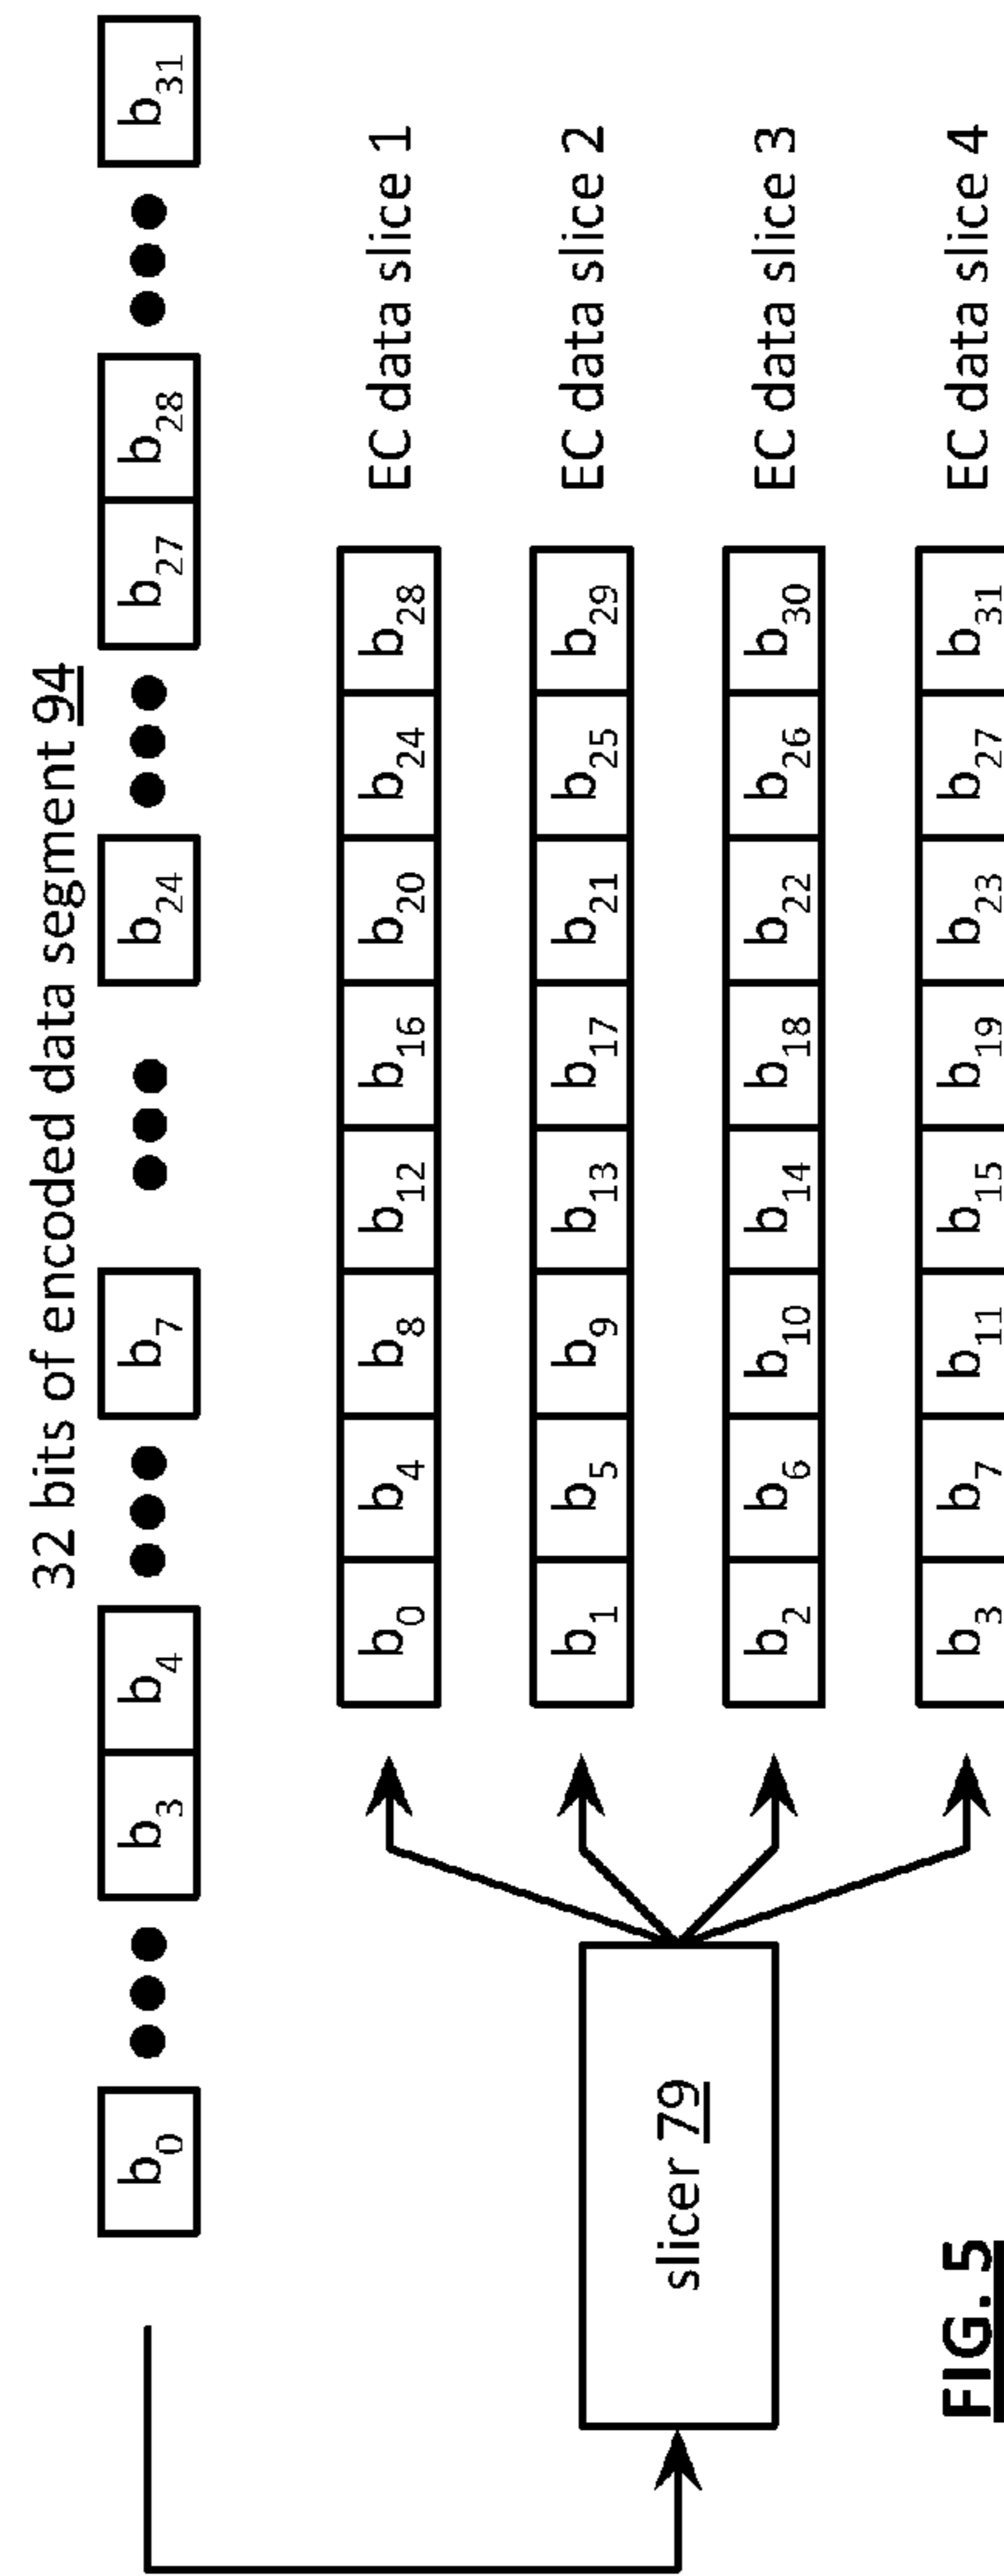 32 bits of encoded data segment 94
b0 ●●● b3 b4 ●●● b7 ●●● b24 ●●● b27 b28 ●●● b31
b0 b4 b8 b12 b16 b20 b24 b28 EC data slice 1
b1 b5 b9 b13 b17 b21 b25 b29 EC data slice 2
slicer 79
b2 b6 b10 b14 b18 b22 b26 b30 EC data slice 3
b3 b7 b11 b15 b19 b23 b27 b31 EC data slice 4
FIG. 5